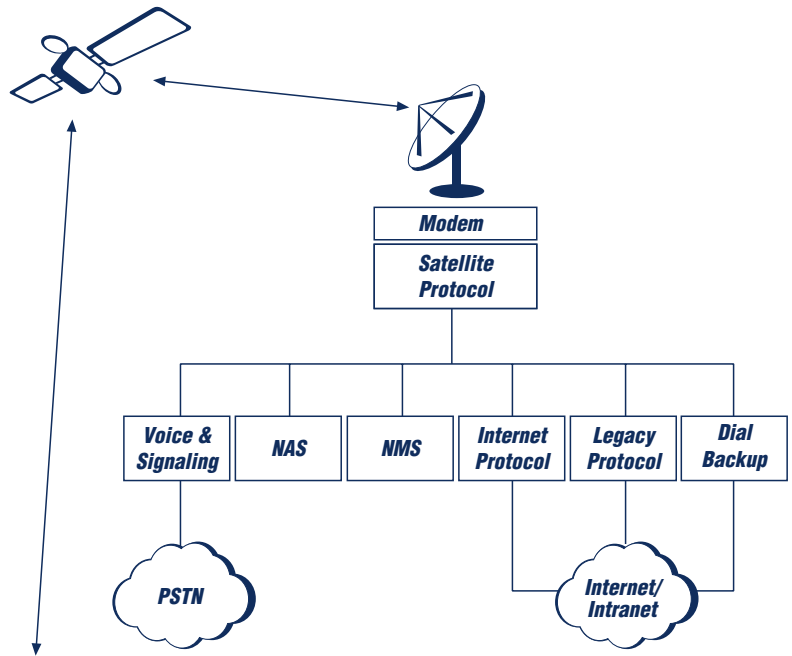 Modem
Satellite
Protocol
Voice &
Signaling
NAS
NMS
Internet
Protocol
Legacy
Protocol
Dial
Backup
PSTN
Internet/
Intranet